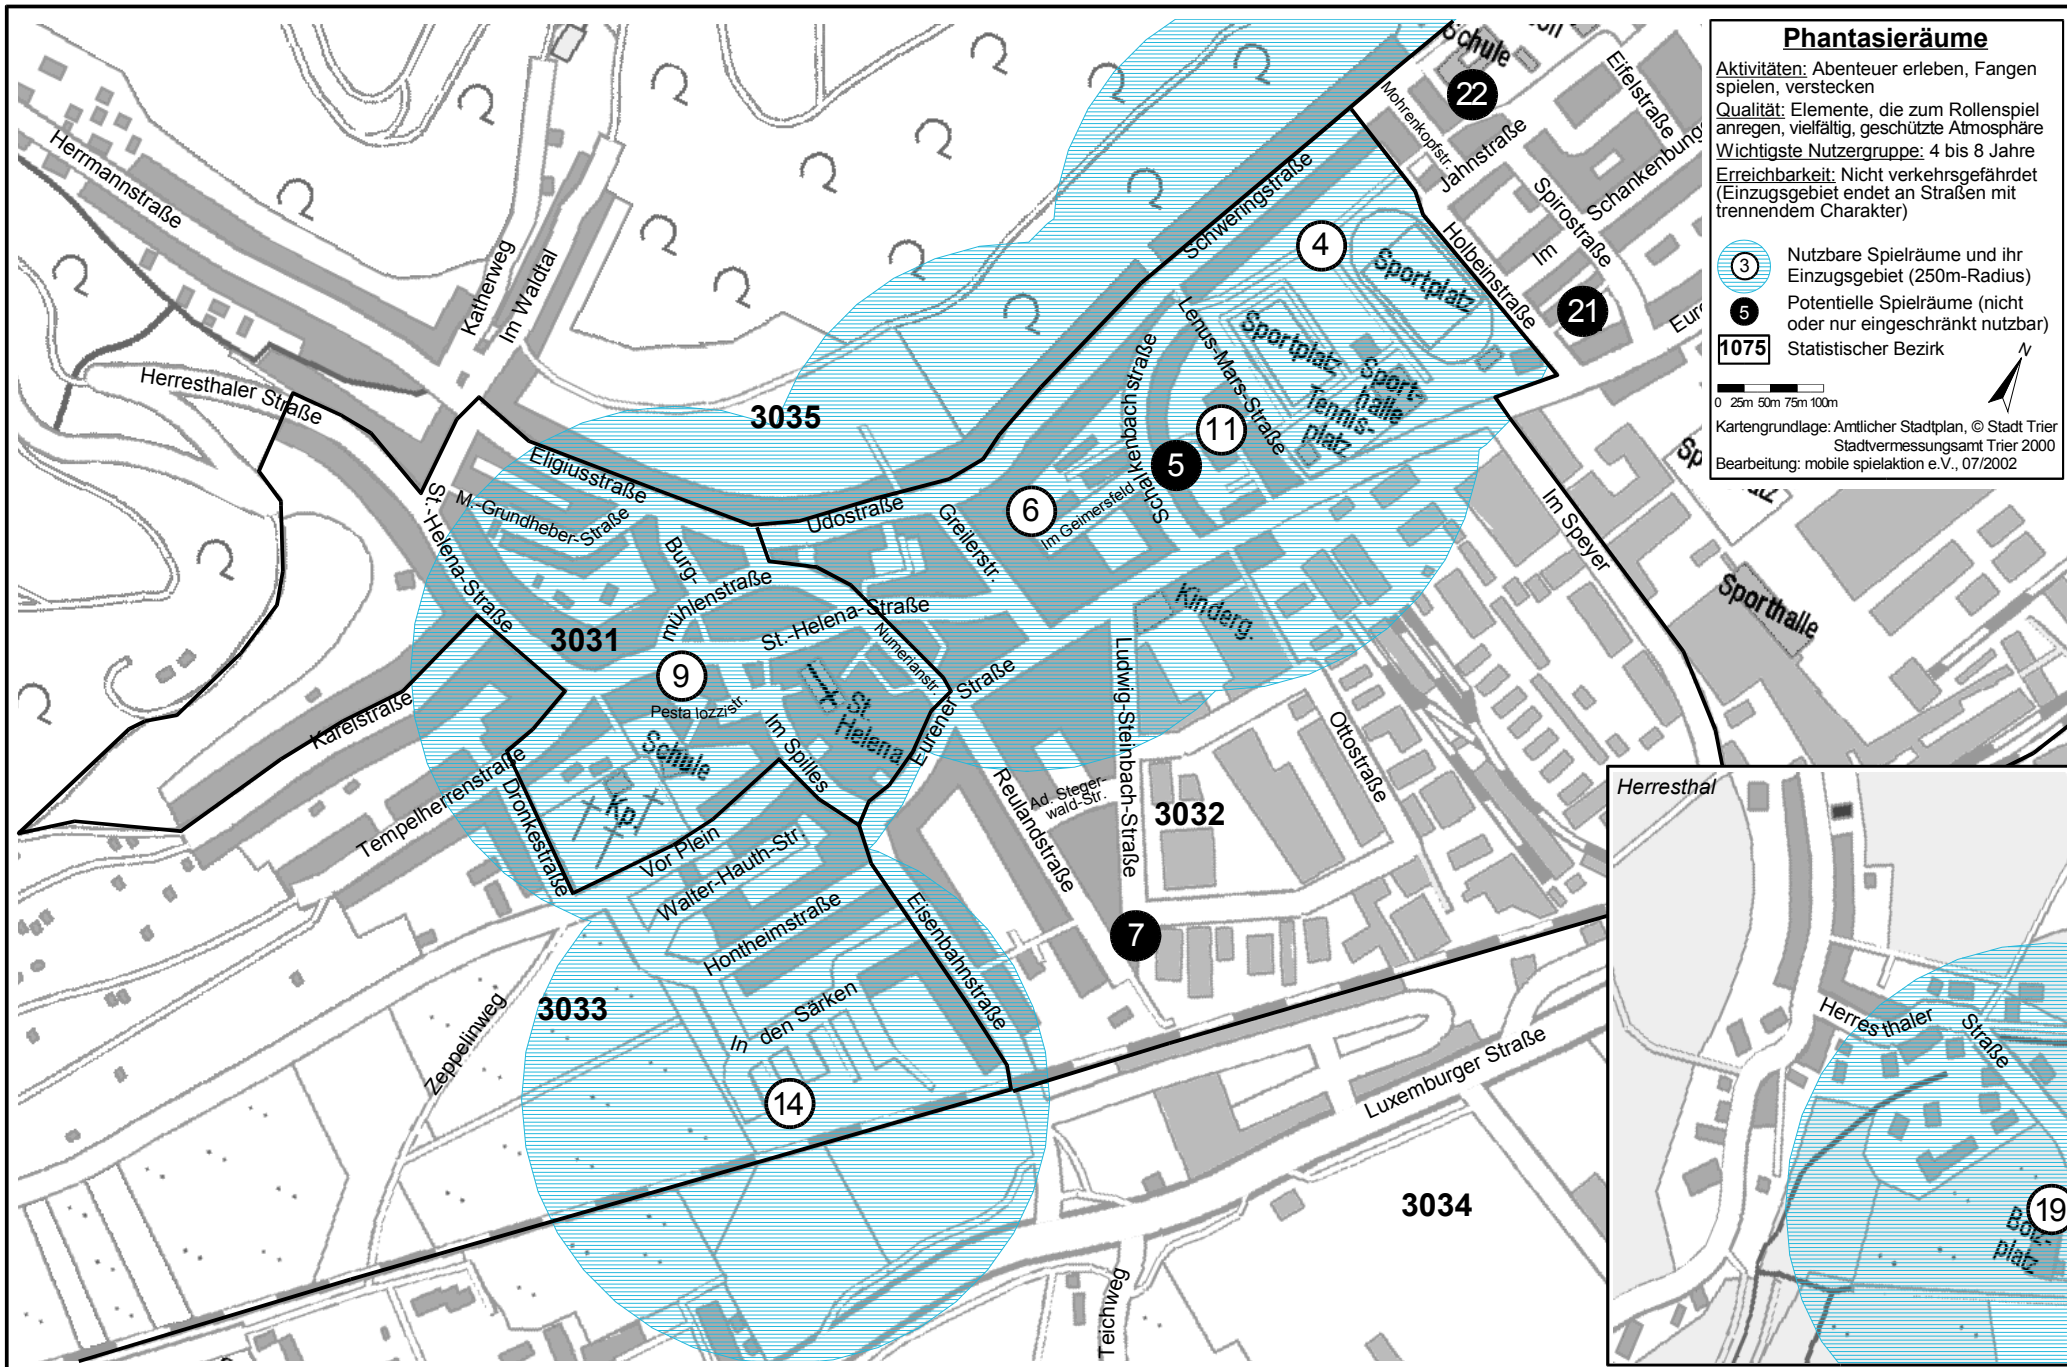 Phantasieräume
Aktivitäten: Abenteuer erleben, Fangen
spielen, verstecken
Qualität: Elemente, die zum Rollenspiel
anregen, vielfältig, geschützte Atmosphäre
Wichtigste Nutzergruppe: 4 bis 8 Jahre
Erreichbarkeit: Nicht verkehrsgefährdet
(Einzugsgebiet endet an Straßen mit
trennendem Charakter)
3 Nutzbare Spielräume und ihr
Einzugsgebiet (250m-Radius)
5 Potentielle Spielräume (nicht
oder nur eingeschränkt nutzbar)
1075 Statistischer Bezirk
N
0 25m 50m 75m 100m
Kartengrundlage: Amtlicher Stadtplan, © Stadt Trier
Stadtvermessungsamt Trier 2000
Bearbeitung: mobile spielaktion e.V., 07/2002
Schule
22
Mohrenkopfstr.
Jahnstraße
Eifelstraße
Schankenbung
Spirostraße
Im
21
Holbeinstraße
Herrmannstraße
Katherweg
Im Waldtal
Herresthaler Straße
Schweringstraße
4
Sportplatz
Sportplatz
Sport-
halle
Tennis-
platz
Lenus-Mars-Straße
Schalkenbachstraße
11
5
3035
Eligiusstraße
M.-Grundheber-Straße
St.-Helena-Straße
Udostraße
Greilerstr.
6
Im Geimersfeld
Im Speyer
Sporthalle
Burg-
mühlenstraße
St.-Helena-Straße
Numerianstr.
Kinderg.
3031
9
Pestalozzistr.
Schule
Im Spilles
St.
Helena
Eurener Straße
Karelstraße
Tempelherrenstraße
Dronkestraße
Kp.
Vor Plein
Walter-Hauth-Str.
Hontheimstraße
Reulandstraße
Ad. Steger-
wald-Str.
Ludwig-Steinbach-Straße
Ottostraße
3032
7
Eisenbahnstraße
3033
In den Särken
Zeppelinweg
14
Luxemburger Straße
3034
Teichweg
Herresthal
Herresthaler
Straße
19
Bolz-
platz